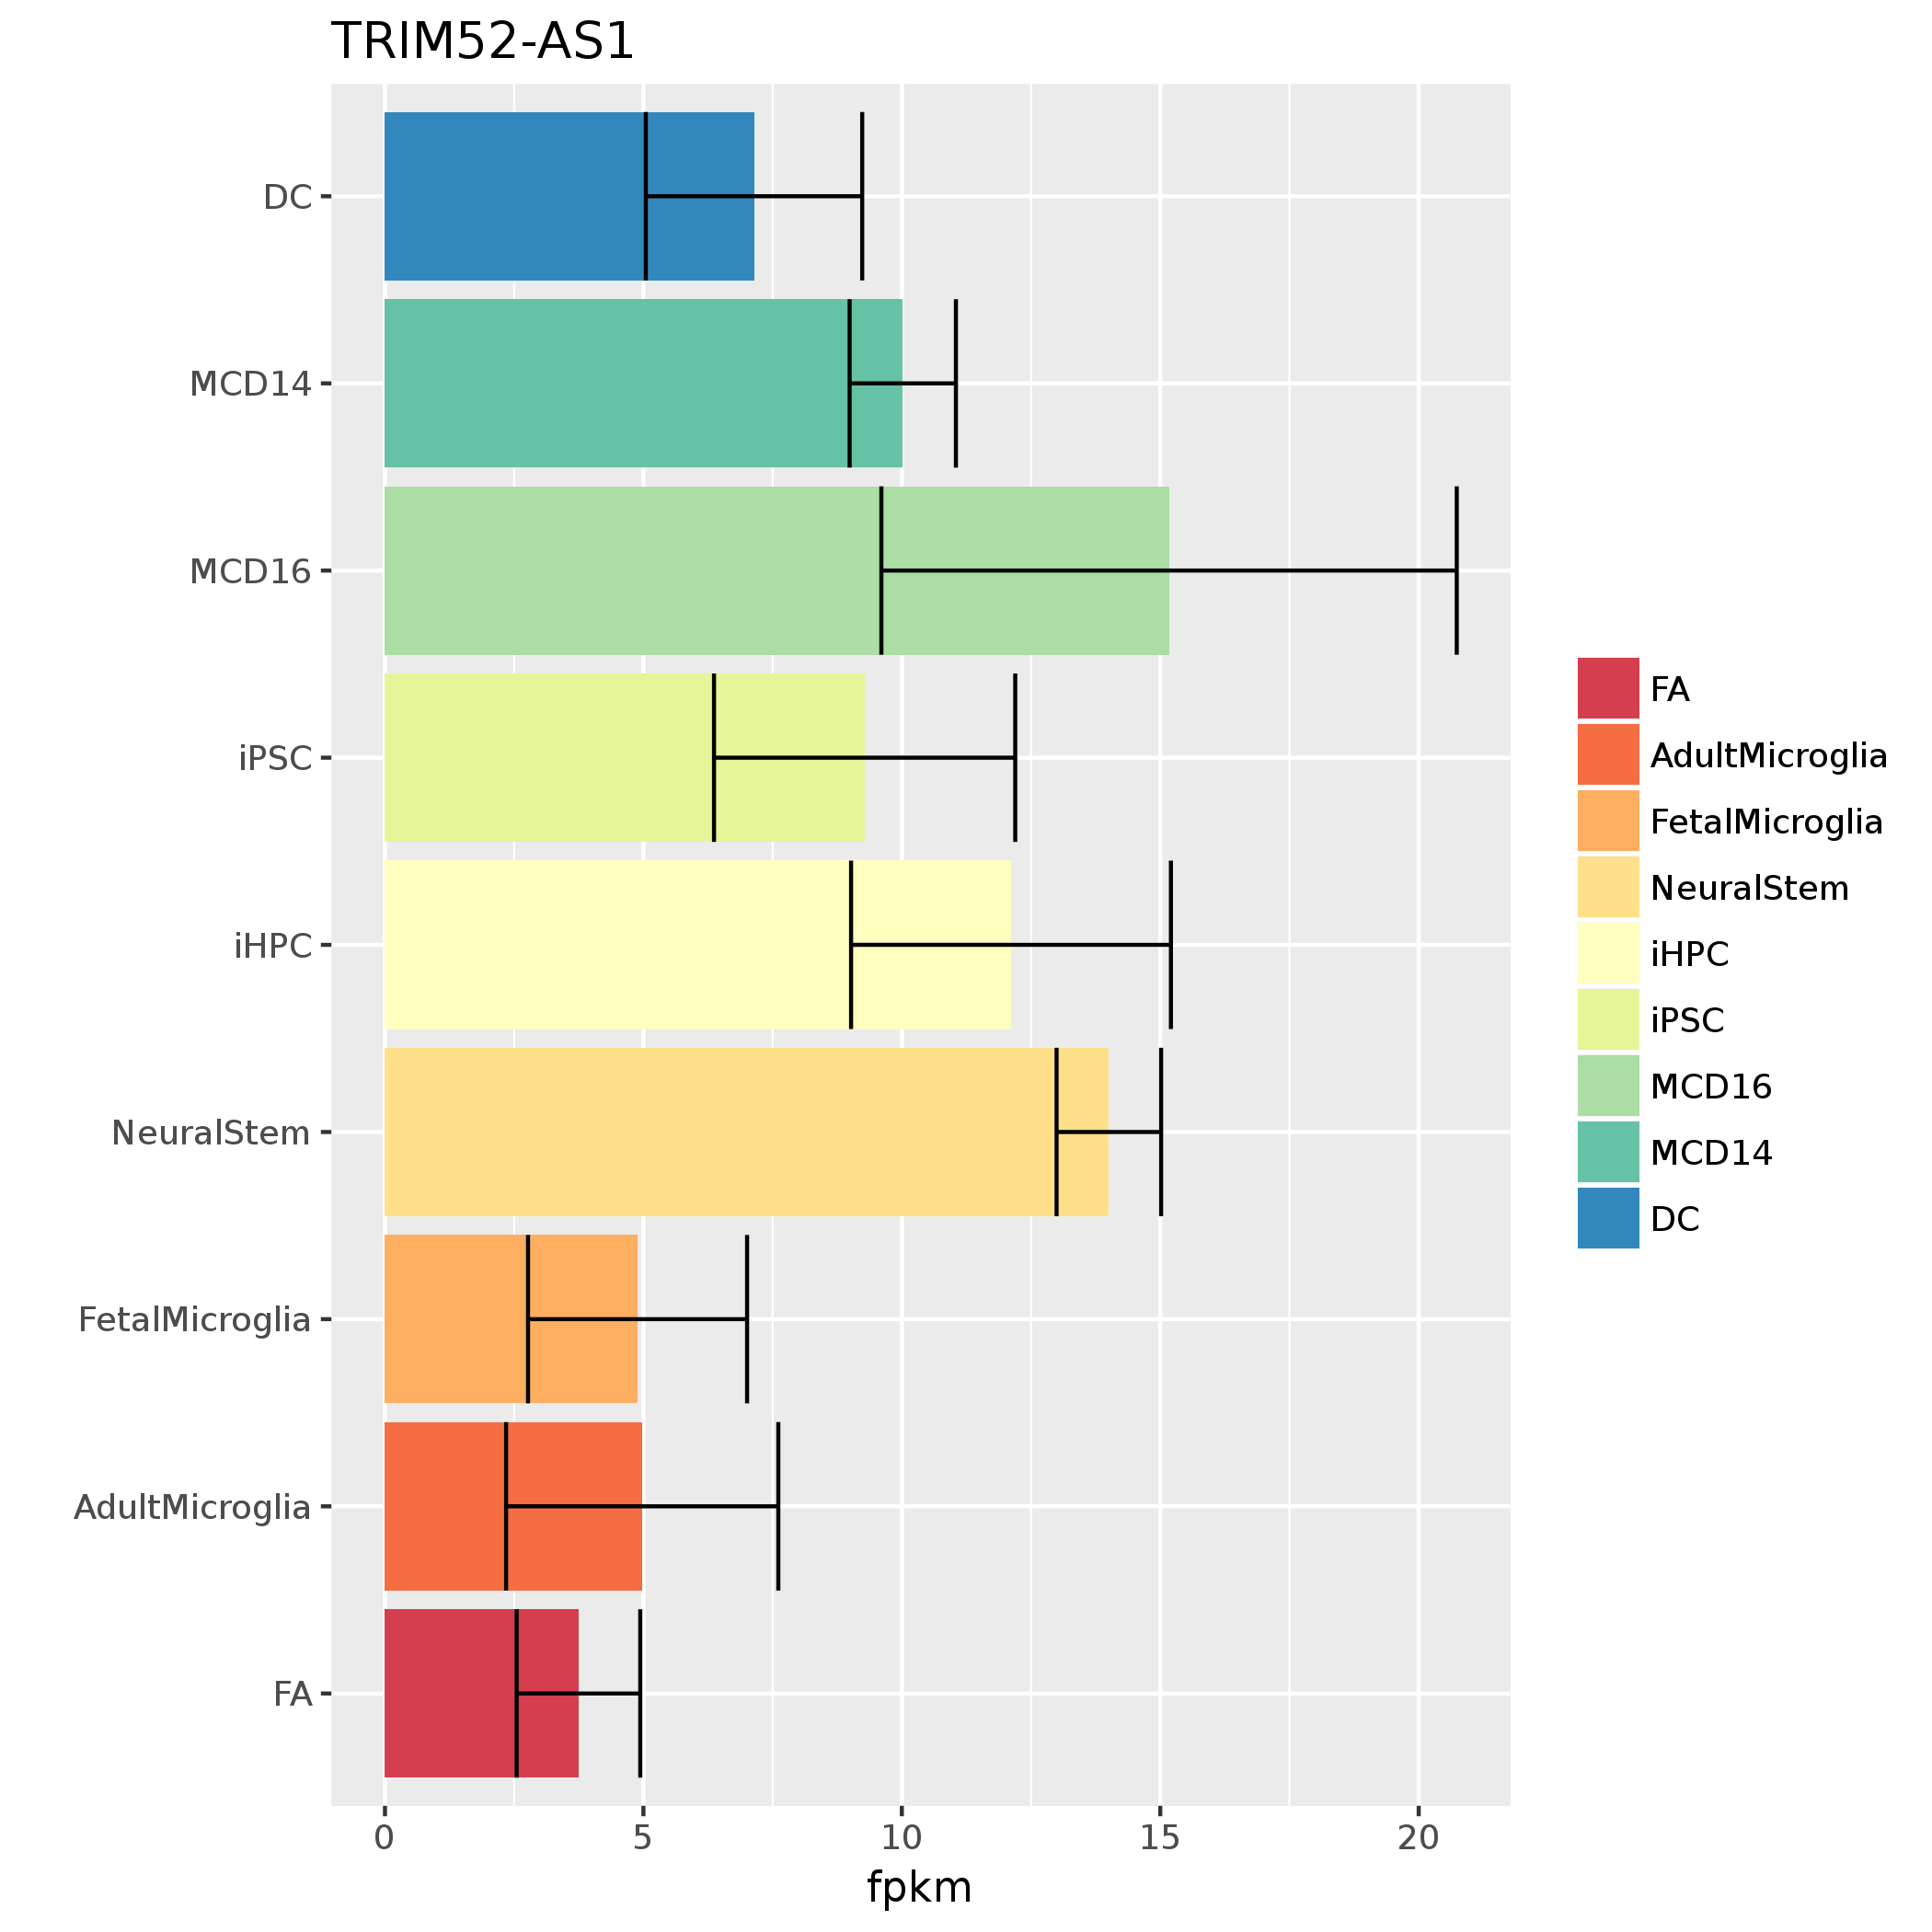 TRIM52-AS1
DC
MCD14
MCD16
iPSC
iHPC
NeuralStem
FetalMicroglia
AdultMicroglia
FA
0 5 10 15 20
fpkm
FA
AdultMicroglia
FetalMicroglia
NeuralStem
iHPC
iPSC
MCD16
MCD14
DC